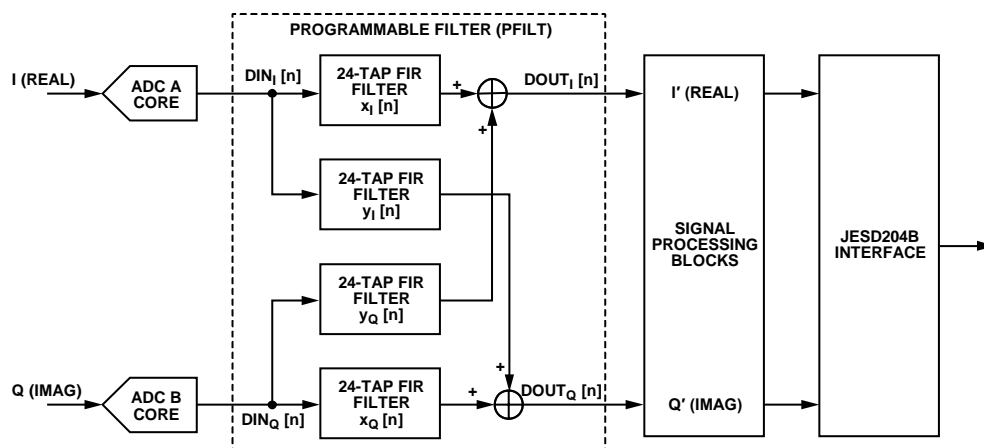 PROGRAMMABLE FILTER (PFILT)
I (REAL)
ADC A
CORE
DINI [n]
24-TAP FIR
FILTER
xI [n]
+
+
DOUTI [n]
I′ (REAL)
24-TAP FIR
FILTER
yI [n]
SIGNAL
PROCESSING
BLOCKS
JESD204B
INTERFACE
24-TAP FIR
FILTER
yQ [n]
Q (IMAG)
ADC B
CORE
DINQ [n]
24-TAP FIR
FILTER
xQ [n]
+
+
DOUTQ [n]
Q′ (IMAG)